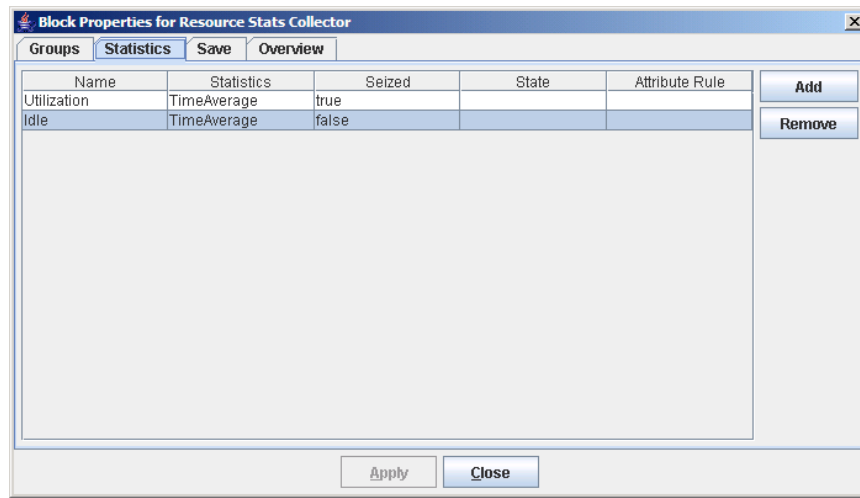 Block Properties for Resource Stats Collector
Groups Statistics Save Overview
Name Statistics Seized State Attribute Rule
Utilization TimeAverage true
Idle TimeAverage false
Add
Remove
Apply Close